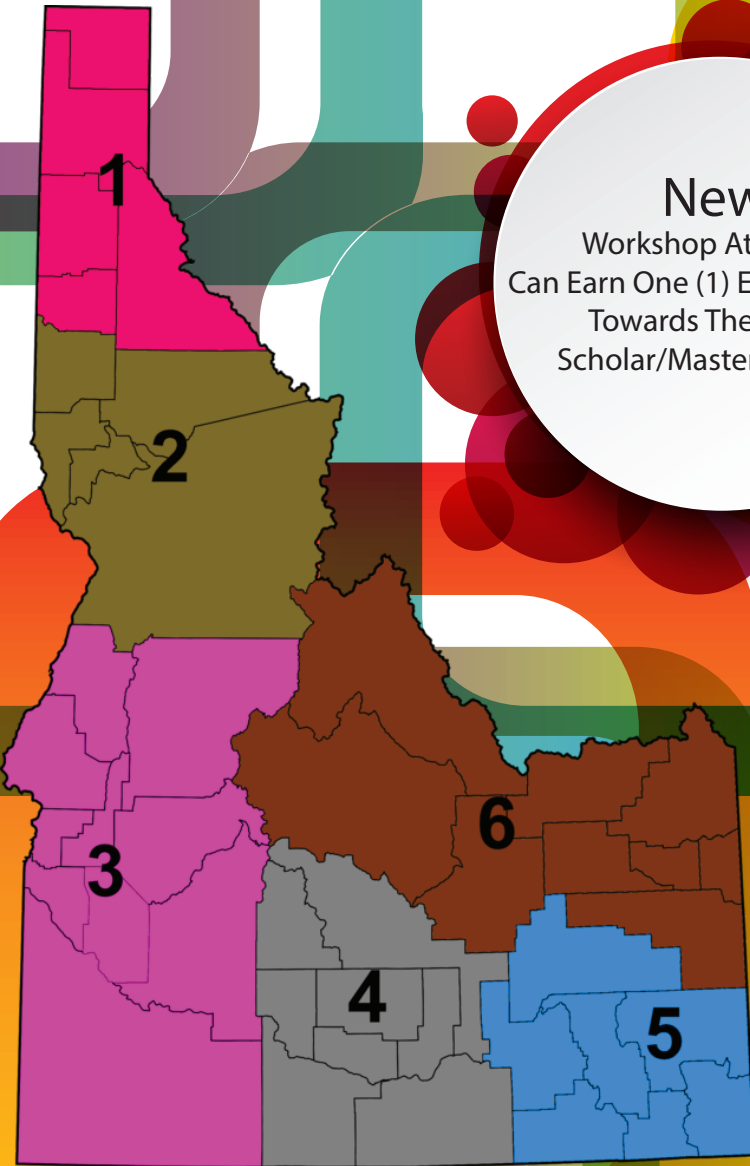 1
New
Workshop At
Can Earn One (1) E
Towards The
Scholar/Master
2
6
3
4
5